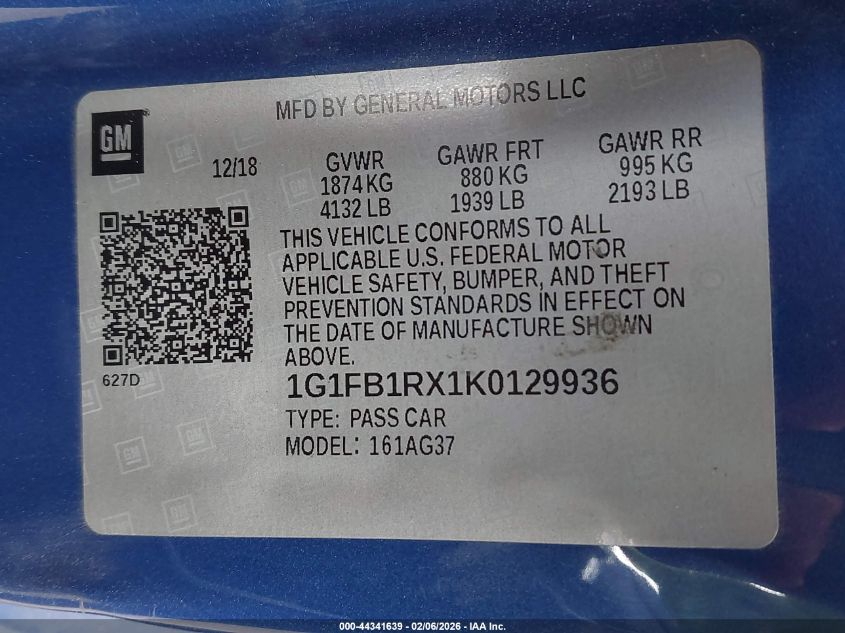 MFD BY GENERAL MOTORS LLC
GM
12/18
GVWR GAWR FRT GAWR RR
1874 KG 880 KG 995 KG
4132 LB 1939 LB 2193 LB
THIS VEHICLE CONFORMS TO ALL
APPLICABLE U.S. FEDERAL MOTOR
VEHICLE SAFETY, BUMPER, AND THEFT
PREVENTION STANDARDS IN EFFECT ON
THE DATE OF MANUFACTURE SHOWN
ABOVE.
627D
1G1FB1RX1K0129936
TYPE: PASS CAR
MODEL: 161AG37
000-44341639 - 02/06/2026 - IAA Inc.